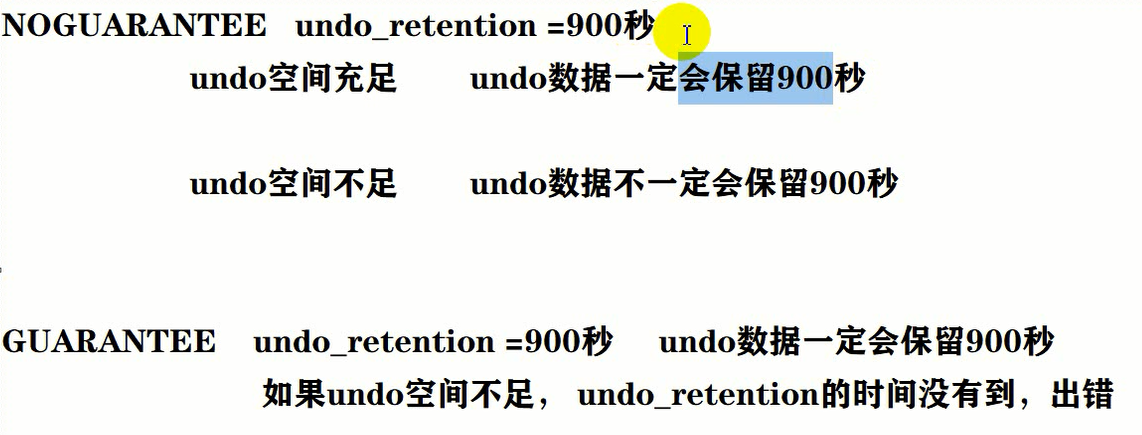 NOGUARANTEE undo_retention =900秒
undo空间充足 undo数据一定会保留900秒
undo空间不足 undo数据不一定会保留900秒
GUARANTEE undo_retention =900秒 undo数据一定会保留900秒
如果undo空间不足， undo_retention的时间没有到，出错